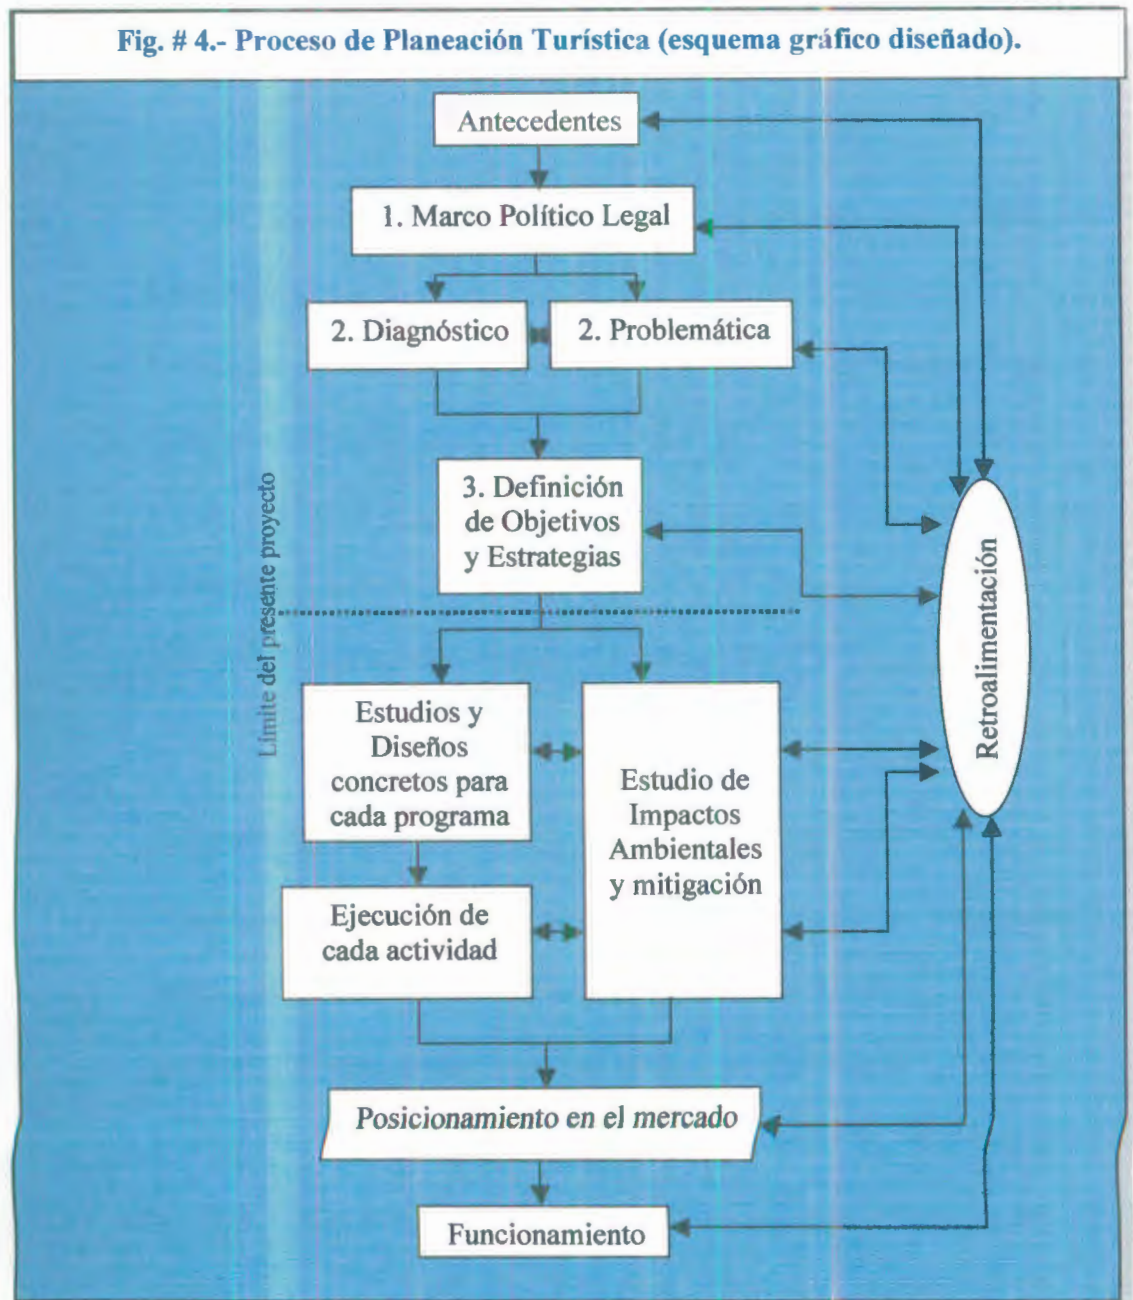 Fig. # 4.- Proceso de Planeación Turística (esquema gráfico diseñado).
Antecedentes
1. Marco Político Legal
2. Diagnóstico
2. Problemática
3. Definición
de Objetivos
y Estrategias
Límite del presente proyecto
Retroalimentación
Estudios y
Diseños
concretos para
cada programa
Estudio de
Impactos
Ambientales
y mitigación
Ejecución de
cada actividad
Posicionamiento en el mercado
Funcionamiento